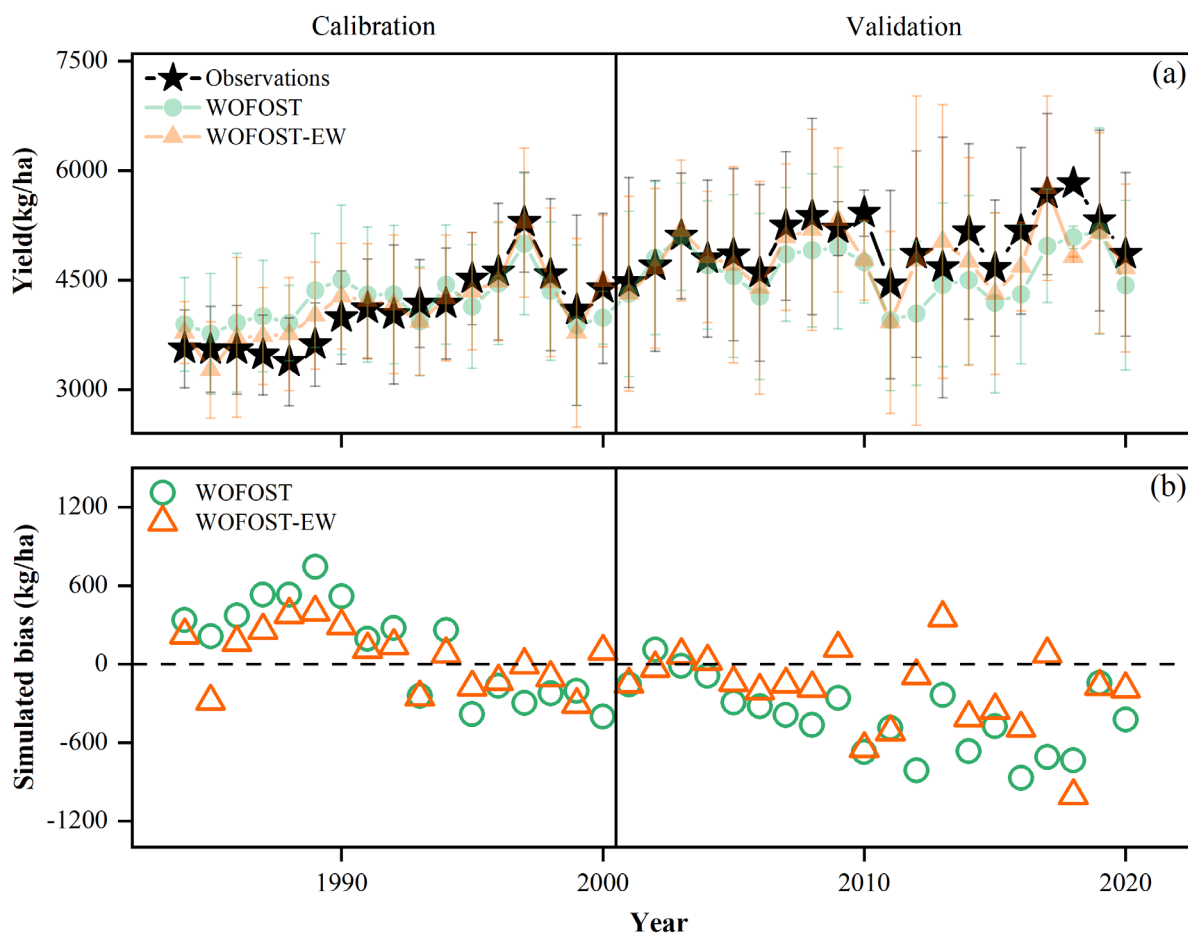 Calibration Validation
7500
(a)
Observations
WOFOST
WOFOST-EW
6000
4500
3000
Yield(kg/ha)
(b)
WOFOST
WOFOST-EW
1200
600
0
-600
-1200
Simulated bias (kg/ha)
1990 2000 2010 2020
Year